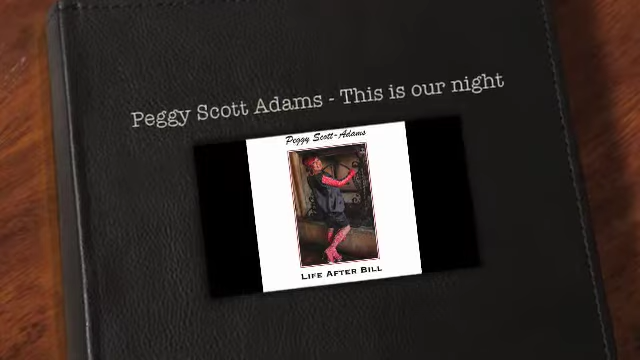 Peggy Scott Adams - This is our night
Peggy Scott-Adams
Life After Bill